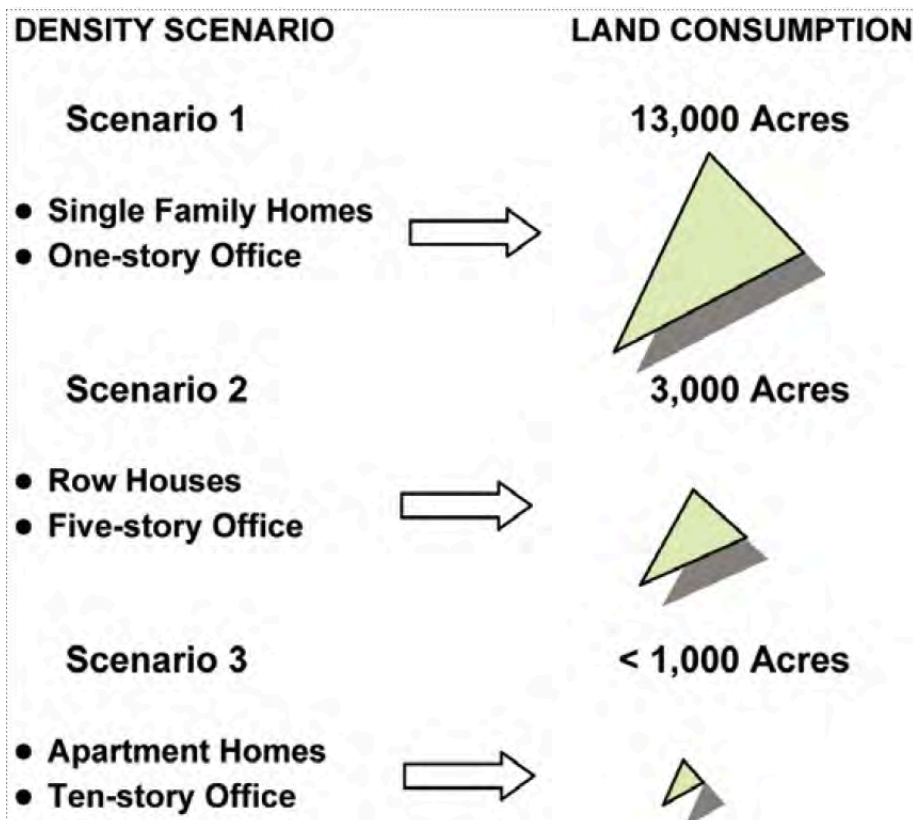 DENSITY SCENARIO LAND CONSUMPTION
Scenario 1 13,000 Acres
● Single Family Homes
● One-story Office
Scenario 2 3,000 Acres
● Row Houses
● Five-story Office
Scenario 3 < 1,000 Acres
● Apartment Homes
● Ten-story Office